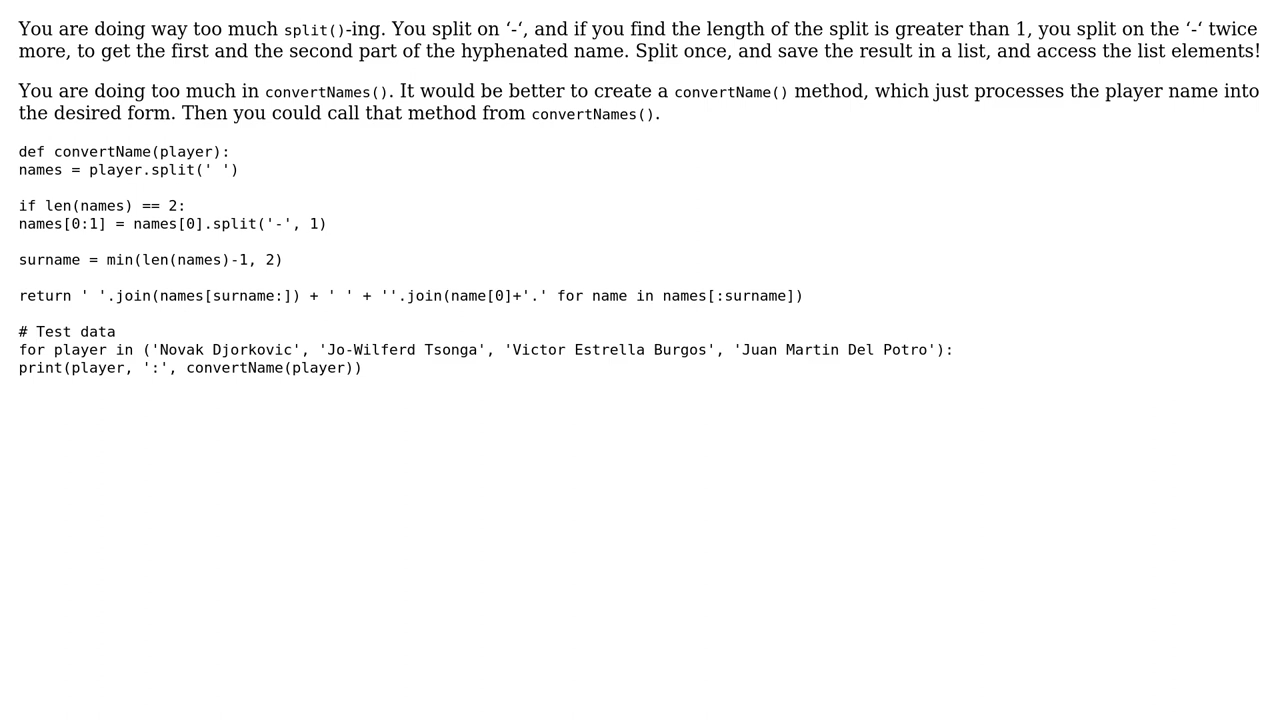 You are doing way too much split()-ing. You split on ‘-‘, and if you find the length of the split is greater than 1, you split on the ‘-‘ twice
more, to get the first and the second part of the hyphenated name. Split once, and save the result in a list, and access the list elements!
You are doing too much in convertNames(). It would be better to create a convertName() method, which just processes the player name into
the desired form. Then you could call that method from convertNames().
def convertName(player):
names = player.split(' ')
if len(names) == 2:
names[0:1] = names[0].split('-', 1)
surname = min(len(names)-1, 2)
return ' '.join(names[surname:]) + ' ' + ''.join(name[0]+'.' for name in names[:surname])
# Test data
for player in ('Novak Djorkovic', 'Jo-Wilferd Tsonga', 'Victor Estrella Burgos', 'Juan Martin Del Potro'):
print(player, ':', convertName(player))